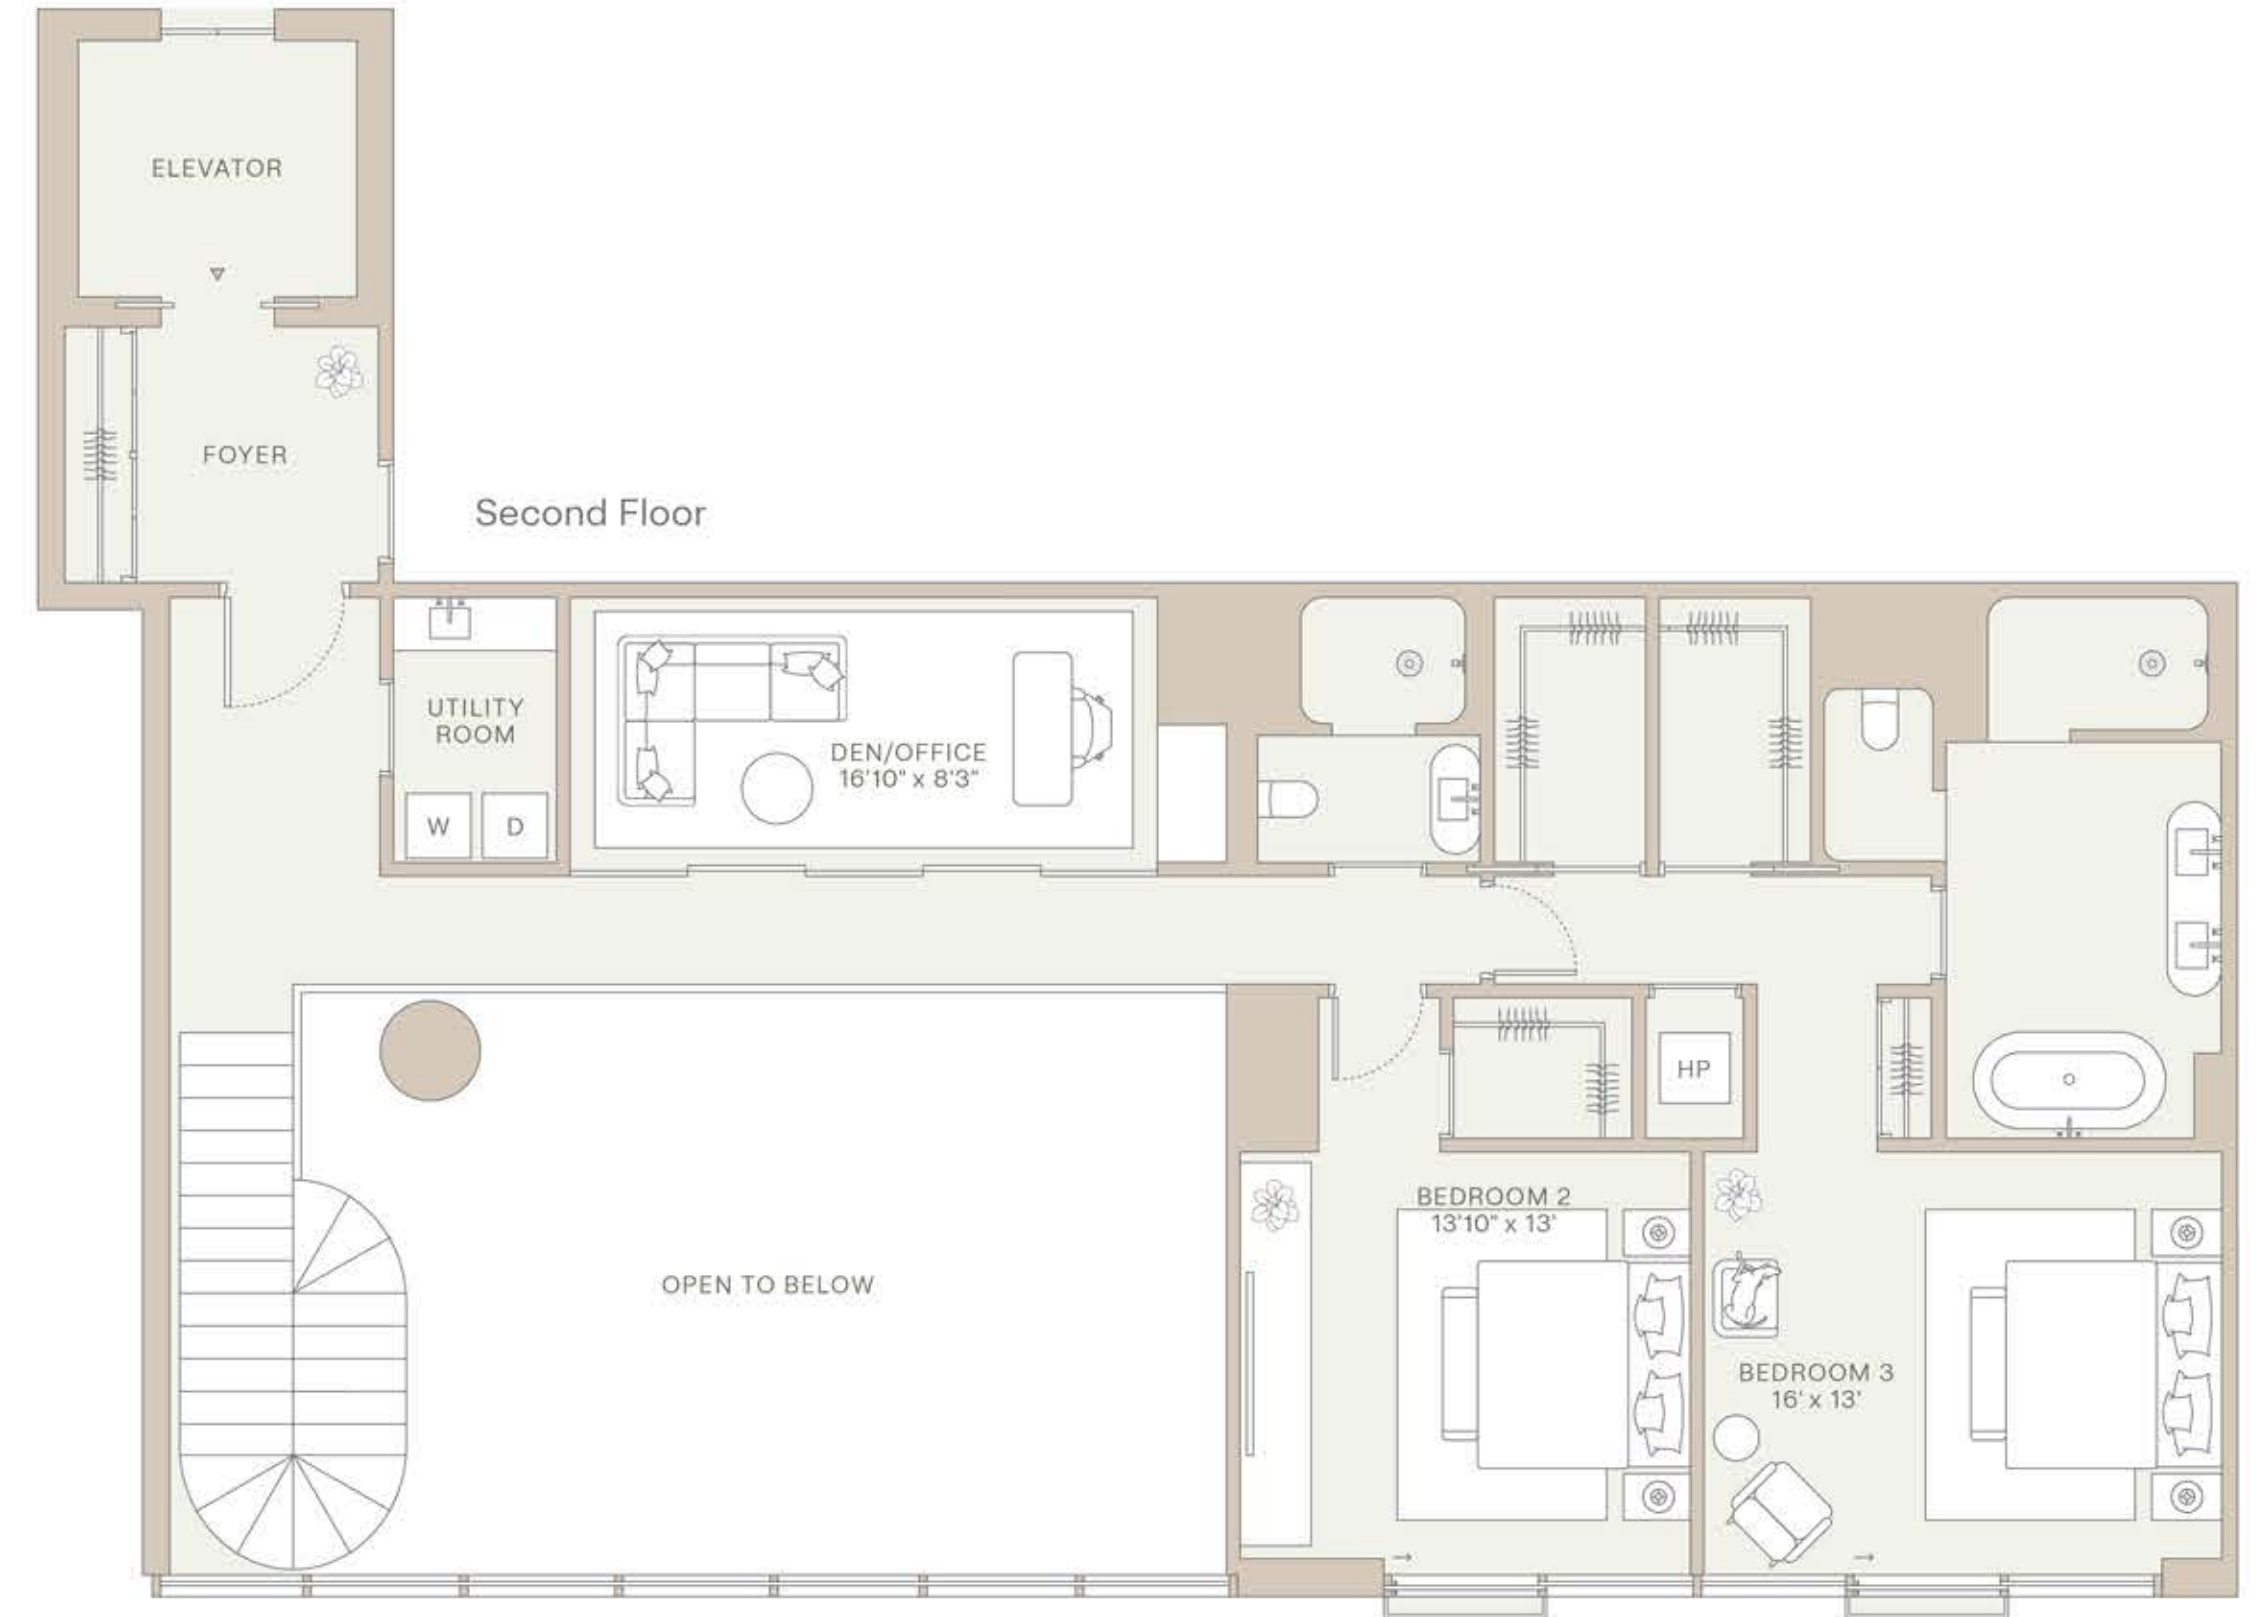 ELEVATOR
FOYER
Second Floor
UTILITY
ROOM
W
D
DEN/OFFICE
16'10" x 8'3"
HP
BEDROOM 2
13'10" x 13'
OPEN TO BELOW
BEDROOM 3
16' x 13'